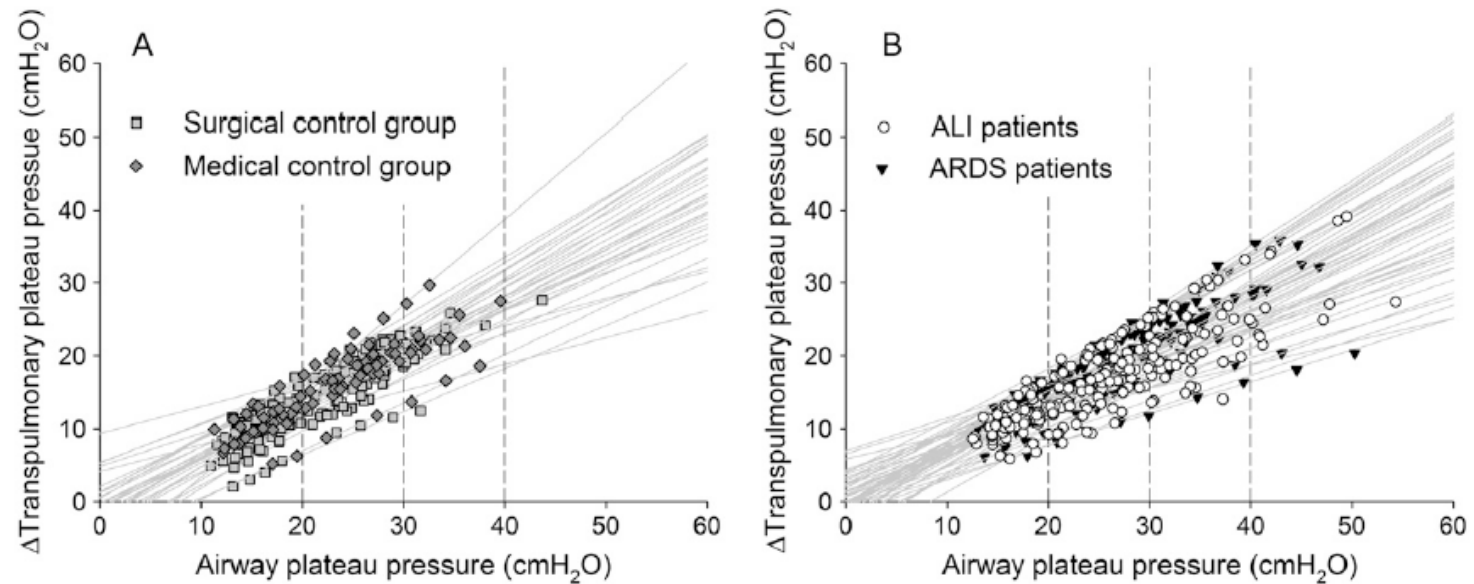 A
ΔTranspulmonary plateau pressue (cmH₂O)
60
50
40
30
20
10
0
Surgical control group
Medical control group
0 10 20 30 40 50 60
Airway plateau pressure (cmH₂O)
B
ΔTranspulmonary plateau pressure (cmH₂O)
60
50
40
30
20
10
0
ALI patients
ARDS patients
0 10 20 30 40 50 60
Airway plateau pressure (cmH₂O)